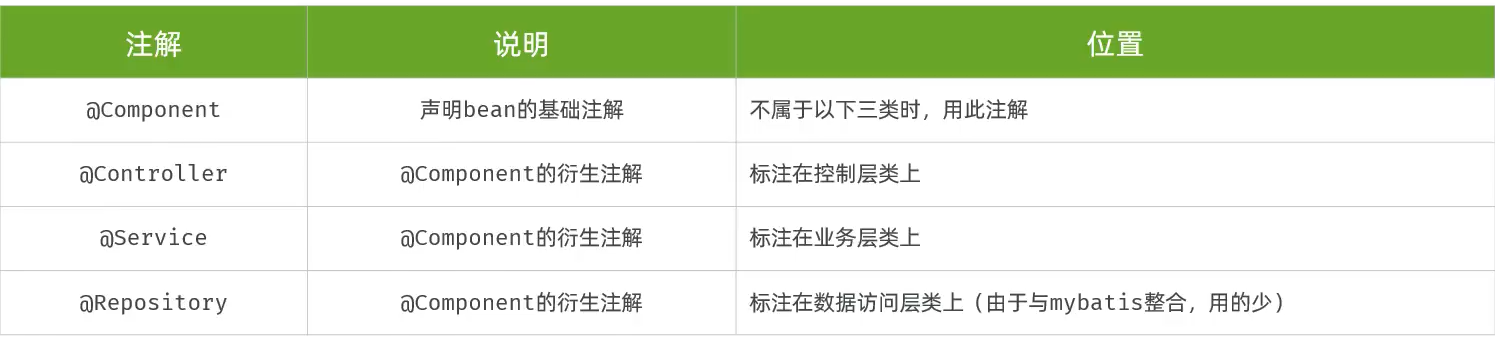 注解 说明 位置
@Component 声明bean的基础注解 不属于以下三类时，用此注解
@Controller @Component的衍生注解 标注在控制层类上
@Service @Component的衍生注解 标注在业务层类上
@Repository @Component的衍生注解 标注在数据访问层类上（由于与mybatis整合，用的少）